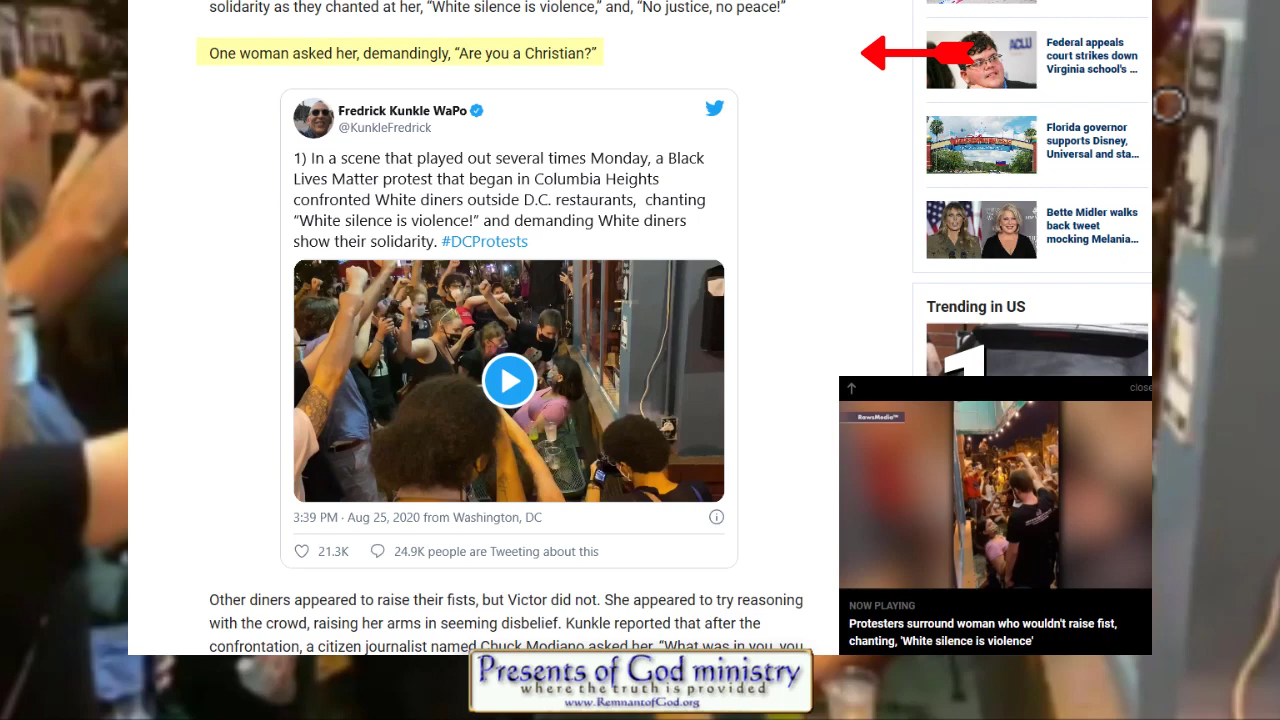 solidarity as they chanted at her, “White silence is violence,” and, “No justice, no peace!”
One woman asked her, demandingly, “Are you a Christian?”
Fredrick Kunkle WaPo
@KunkleFredrick
1) In a scene that played out several times Monday, a Black
Lives Matter protest that began in Columbia Heights
confronted White diners outside D.C. restaurants,  chanting
“White silence is violence!” and demanding White diners
show their solidarity. #DCProtests
3:39 PM · Aug 25, 2020 from Washington, DC
21.3K
24.9K people are Tweeting about this
Other diners appeared to raise their fists, but Victor did not. She appeared to try reasoning
with the crowd, raising her arms in seeming disbelief. Kunkle reported that after the
confrontation, a citizen journalist named Chuck Modiano asked her, “What was in you, you
ACLU
Federal appeals
court strikes down
Virginia school's ...
Florida governor
supports Disney,
Universal and sta...
Bette Midler walks
back tweet
mocking Melania...
Trending in US
1
close
RawsMedia™
NOW PLAYING
Protesters surround woman who wouldn't raise fist,
chanting, 'White silence is violence'
Presents of God ministry
where the truth is provided
www.RemnantofGod.org